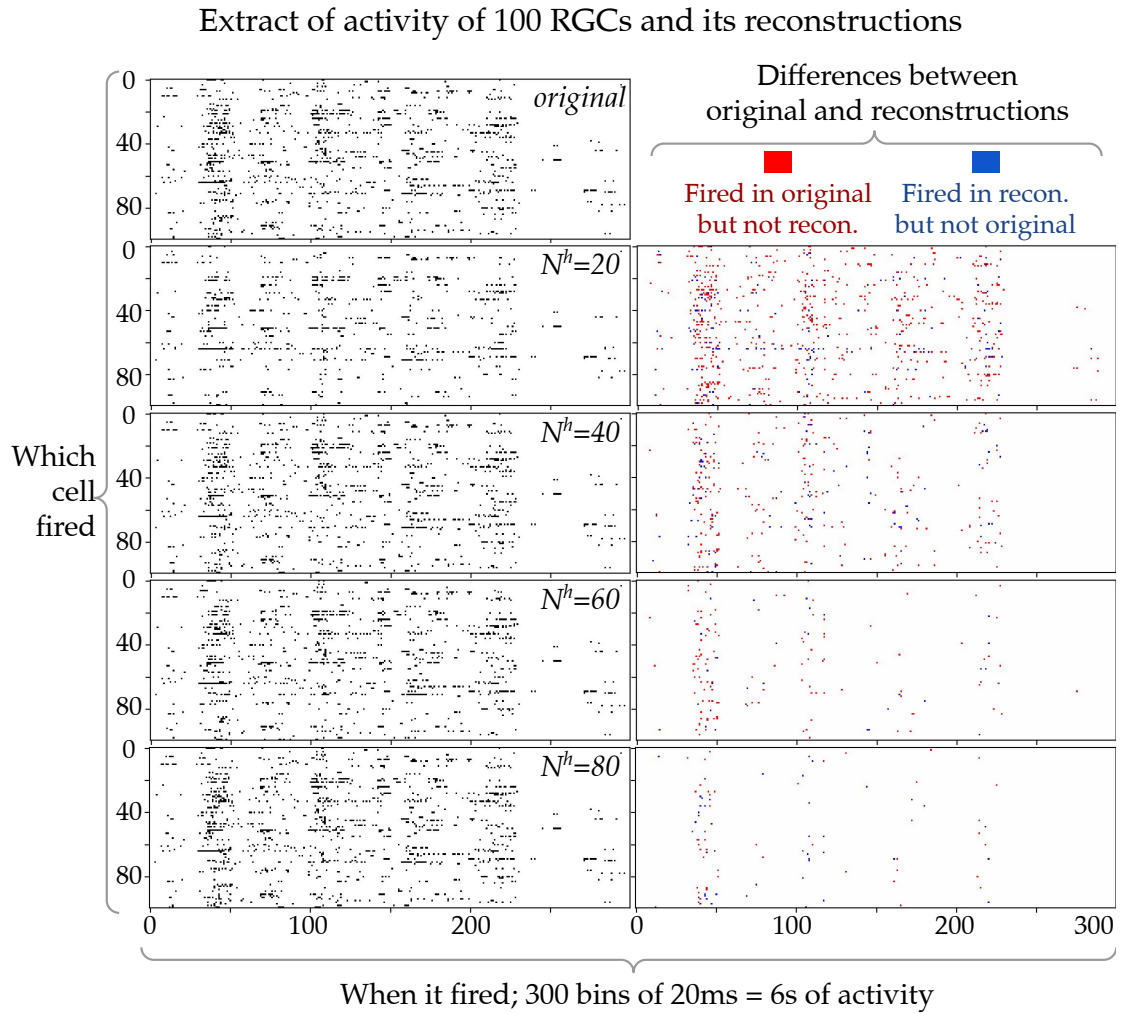 Extract of activity of 100 RGCs and its reconstructions
Differences between
original and reconstructions
Fired in original
but not recon.
Fired in recon.
but not original
original
0
40
80
N^h=20
0
40
80
N^h=40
0
40
80
N^h=60
0
40
80
N^h=80
0
40
80
Which
cell
fired
0 100 200
0 100 200 300
When it fired; 300 bins of 20ms = 6s of activity